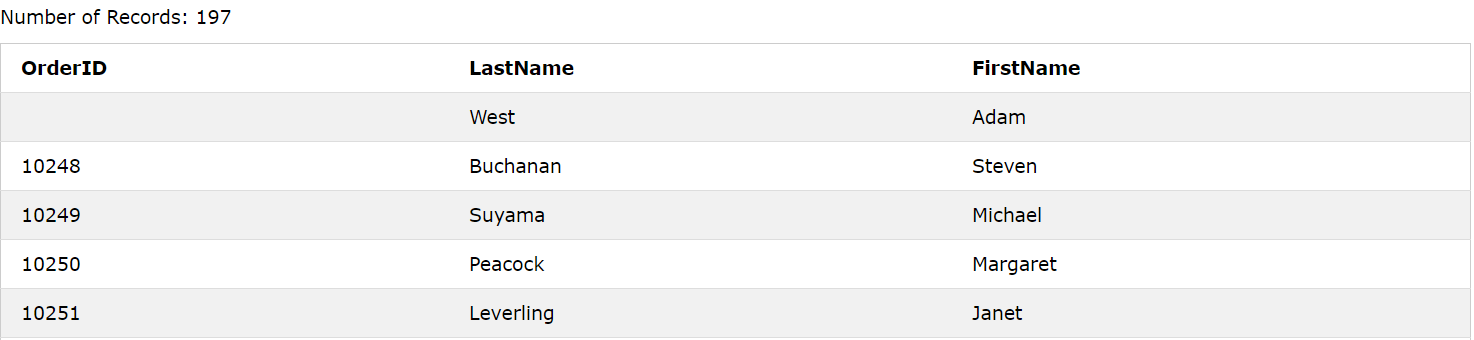 Number of Records: 197
OrderID LastName FirstName
West Adam
10248 Buchanan Steven
10249 Suyama Michael
10250 Peacock Margaret
10251 Leverling Janet